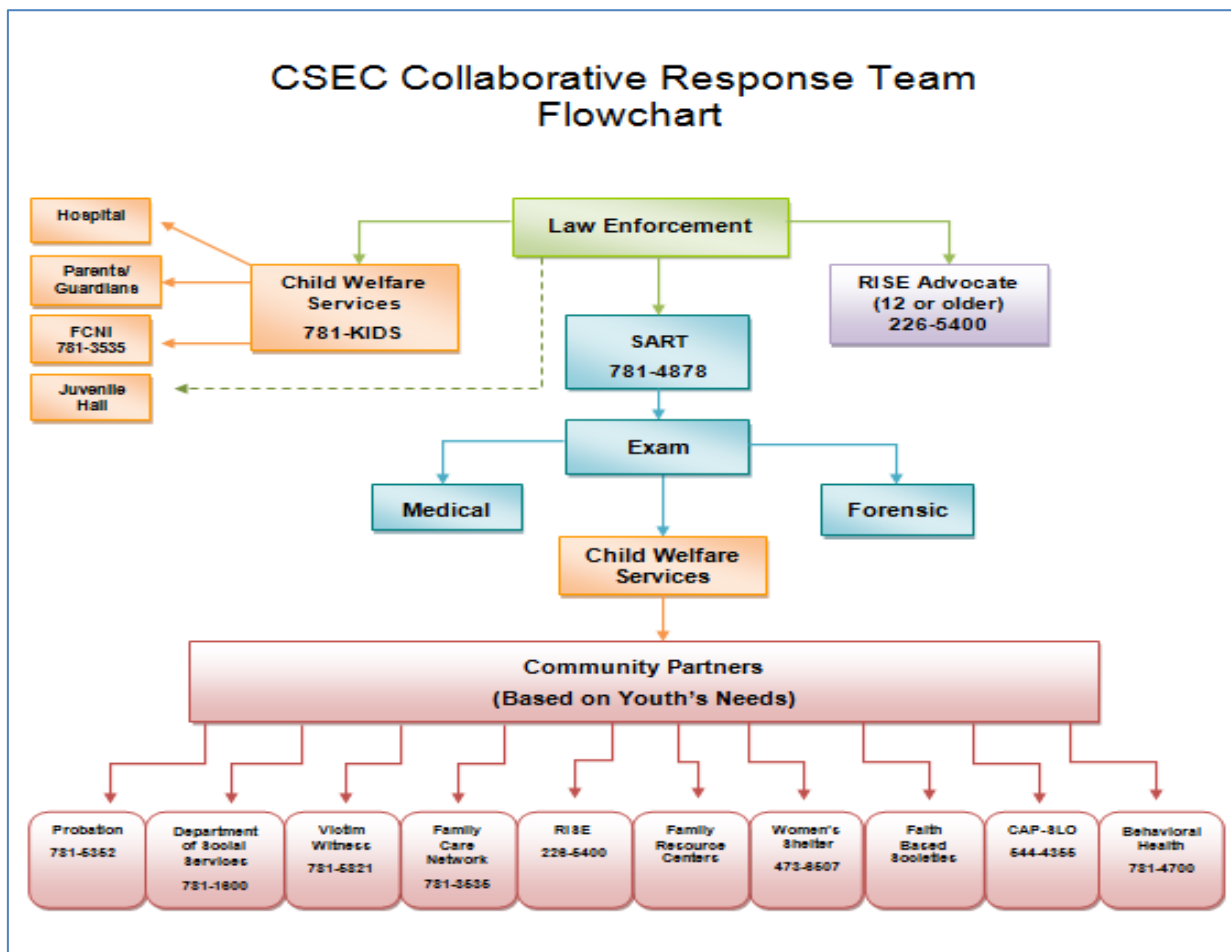 CSEC Collaborative Response Team
Flowchart
Hospital
Parents/
Guardians
FCNI
781-3535
Juvenile
Hall
Child Welfare
Services
781-KIDS
Law Enforcement
RISE Advocate
(12 or older)
226-5400
SART
781-4878
Exam
Medical
Forensic
Child Welfare
Services
Community Partners
(Based on Youth's Needs)
Probation
781-5352
Department
of Social
Services
781-1600
Victim
Witness
781-5821
Family
Care
Network
781-3535
RISE
226-5400
Family
Resource
Centers
Women's
Shelter
473-6507
Faith
Based
Societies
CAP-SLO
544-4355
Behavioral
Health
781-4700